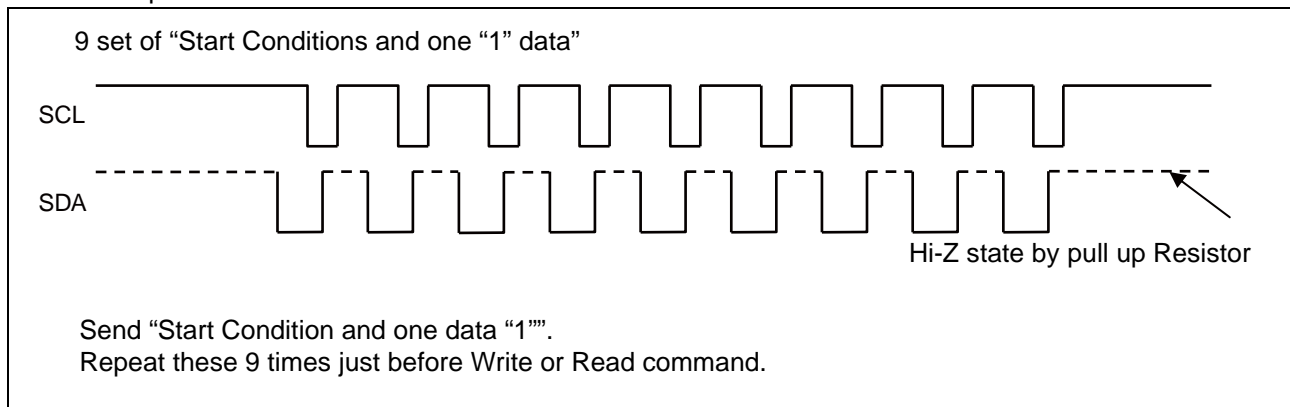 9 set of “Start Conditions and one “1” data”
SCL
SDA
Hi-Z state by pull up Resistor
Send “Start Condition and one data “1””.
Repeat these 9 times just before Write or Read command.